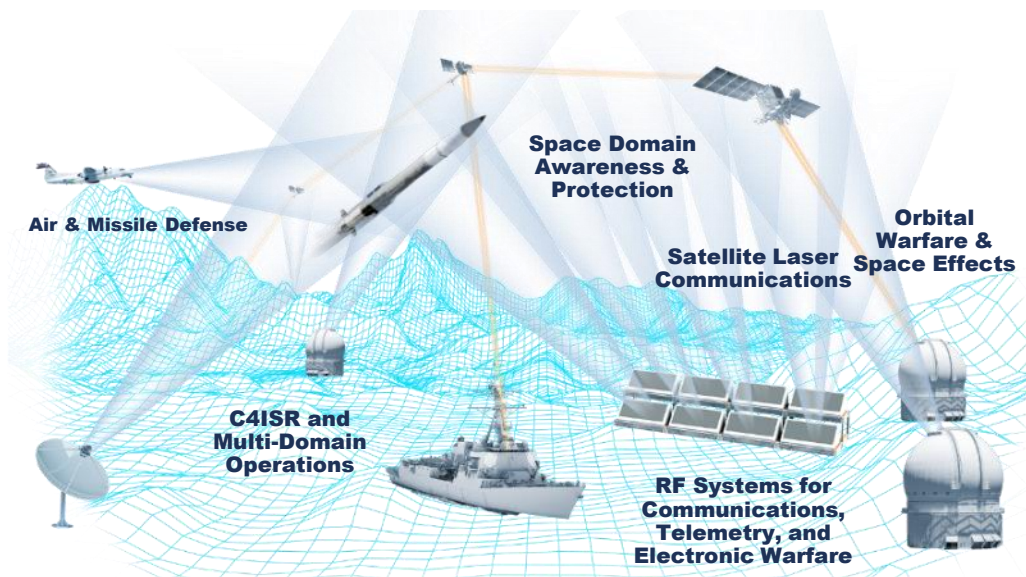 Space Domain
Awareness &
Protection
Air & Missile Defense
Orbital
Warfare &
Space Effects
Satellite Laser
Communications
C4ISR and
Multi-Domain
Operations
RF Systems for
Communications,
Telemetry, and
Electronic Warfare